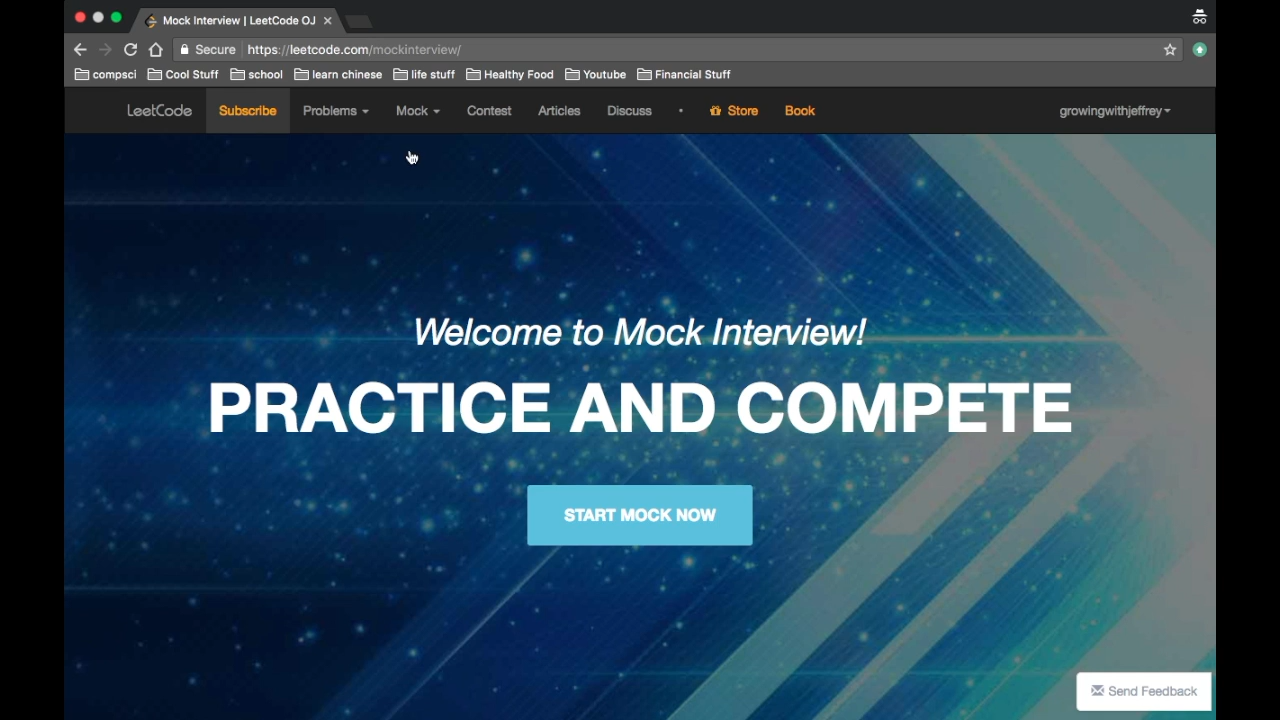 Mock Interview | LeetCode OJ
Secure https://leetcode.com/mockinterview/
compsci Cool Stuff school learn chinese life stuff Healthy Food Youtube Financial Stuff
LeetCode Subscribe Problems Mock Contest Articles Discuss • Store Book growingwithjeffrey
Welcome to Mock Interview!
PRACTICE AND COMPETE
START MOCK NOW
Send Feedback